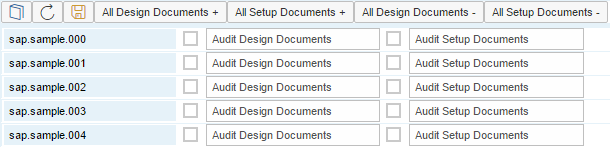 All Design Documents + All Setup Documents + All Design Documents - All Setup Documents -
sap.sample.000 Audit Design Documents Audit Setup Documents
sap.sample.001 Audit Design Documents Audit Setup Documents
sap.sample.002 Audit Design Documents Audit Setup Documents
sap.sample.003 Audit Design Documents Audit Setup Documents
sap.sample.004 Audit Design Documents Audit Setup Documents